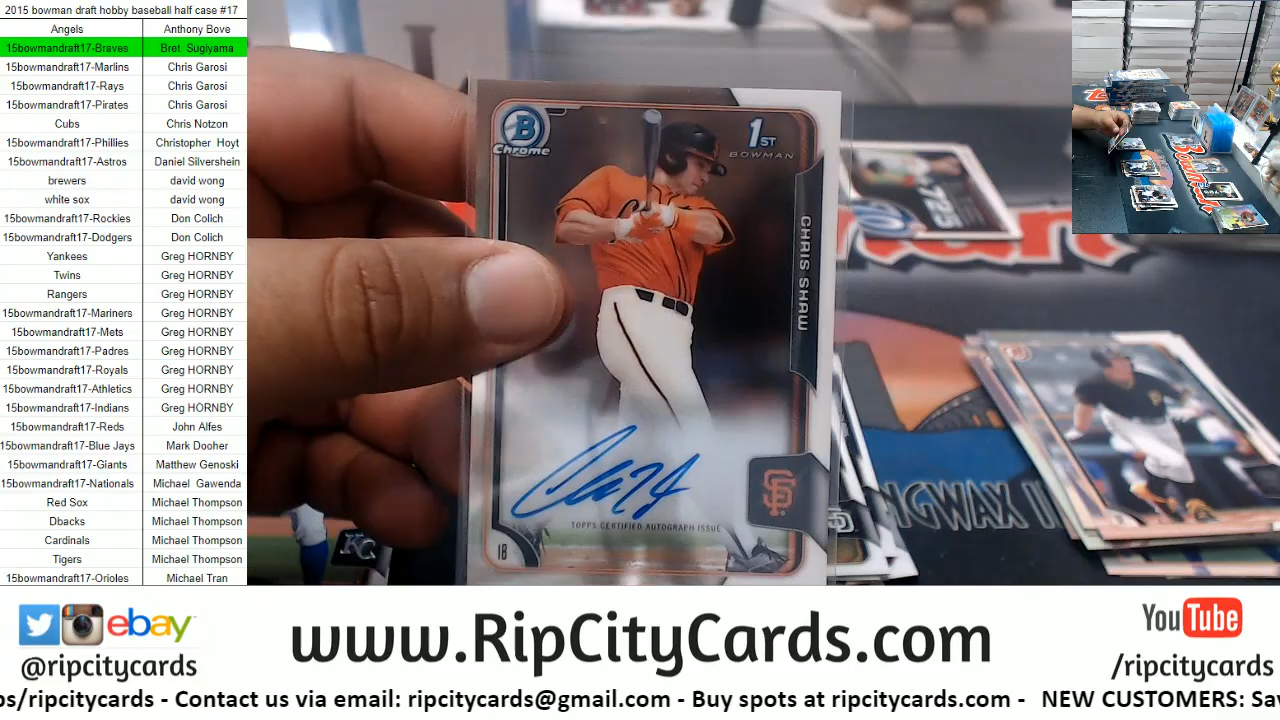 2015 bowman draft hobby baseball half case #17
Angels Anthony Bove
15bowmandraft17-Braves Bret Sugiyama
15bowmandraft17-Marlins Chris Garosi
15bowmandraft17-Rays Chris Garosi
15bowmandraft17-Pirates Chris Garosi
Cubs Chris Notzon
15bowmandraft17-Phillies Christopher Hoyt
15bowmandraft17-Astros Daniel Silvershein
brewers david wong
white sox david wong
15bowmandraft17-Rockies Don Colich
15bowmandraft17-Dodgers Don Colich
Yankees Greg HORNBY
Twins Greg HORNBY
Rangers Greg HORNBY
15bowmandraft17-Mariners Greg HORNBY
15bowmandraft17-Mets Greg HORNBY
15bowmandraft17-Padres Greg HORNBY
15bowmandraft17-Royals Greg HORNBY
15bowmandraft17-Athletics Greg HORNBY
15bowmandraft17-Indians Greg HORNBY
15bowmandraft17-Reds John Alfes
15bowmandraft17-Blue Jays Mark Dooher
15bowmandraft17-Giants Matthew Genoski
15bowmandraft17-Nationals Michael Gawenda
Red Sox Michael Thompson
Dbacks Michael Thompson
Cardinals Michael Thompson
Tigers Michael Thompson
15bowmandraft17-Orioles Michael Tran
B
Chrome
1ST
BOWMAN
CHRIS SHAW
SF
TOPPS CERTIFIED AUTOGRAPH ISSUE
18
NGWAX
ebay
@ripcitycards
www.RipCityCards.com
YouTube
/ripcitycards
os/ripcitycards - Contact us via email: ripcitycards@gmail.com - Buy spots at ripcitycards.com - NEW CUSTOMERS: Sav